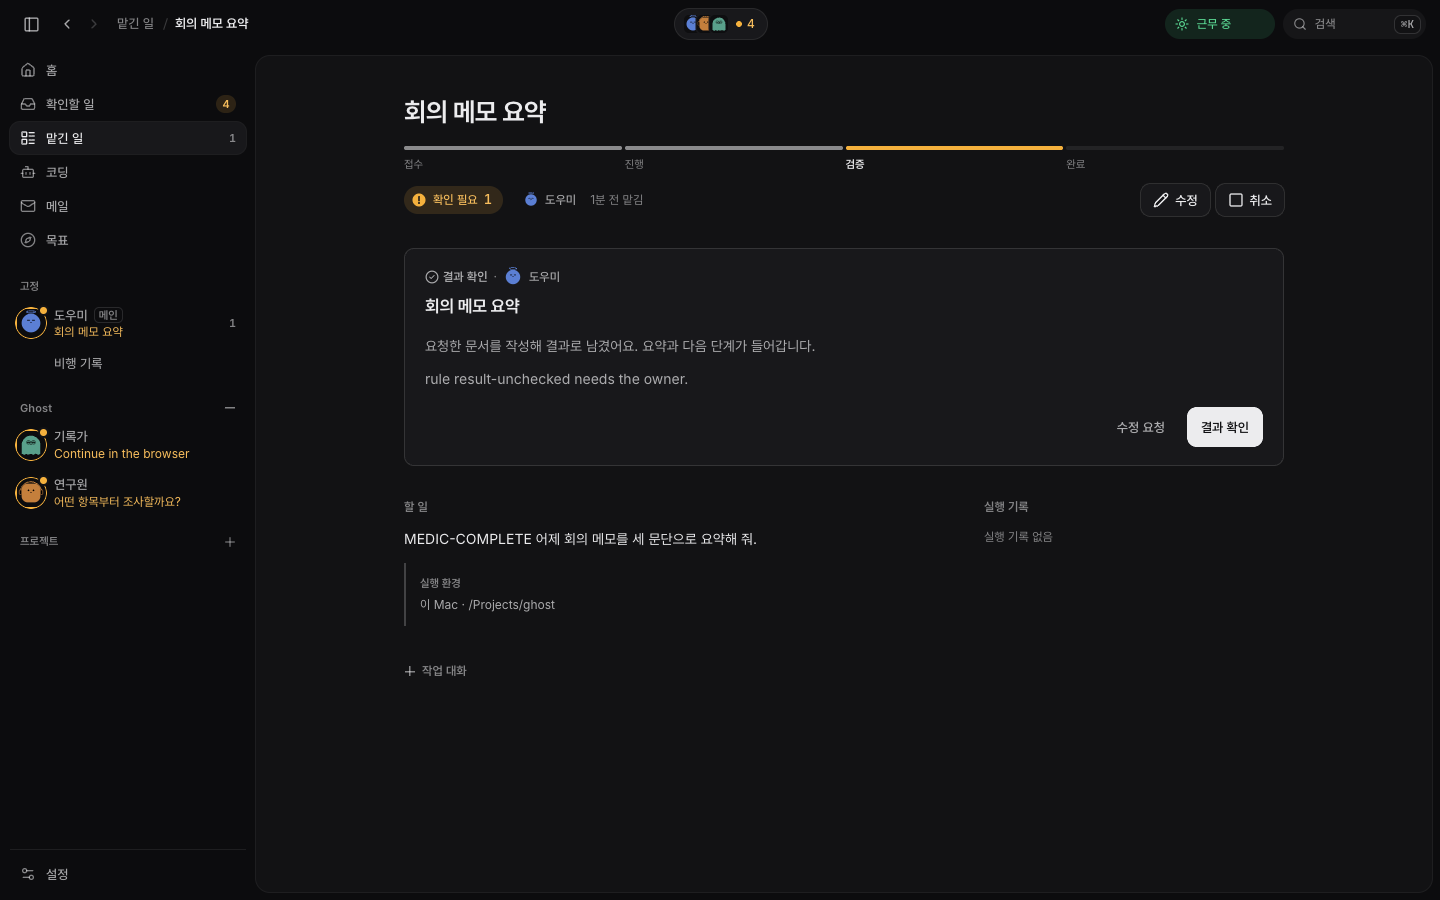 맡긴 일 / 회의 메모 요약
4
근무 중
검색 ⌘K
홈
확인할 일 4
맡긴 일 1
코딩
메일
목표
고정
도우미 메인
회의 메모 요약
1
비행 기록
Ghost
기록가
Continue in the browser
연구원
어떤 항목부터 조사할까요?
프로젝트
설정
회의 메모 요약
접수 진행 검증 완료
확인 필요 1 도우미 1분 전 맡김
수정 취소
결과 확인 · 도우미
회의 메모 요약
요청한 문서를 작성해 결과로 남겼어요. 요약과 다음 단계가 들어갑니다.
rule result-unchecked needs the owner.
수정 요청 결과 확인
할 일
MEDIC-COMPLETE 어제 회의 메모를 세 문단으로 요약해 줘.
실행 환경
이 Mac · /Projects/ghost
작업 대화
실행 기록
실행 기록 없음